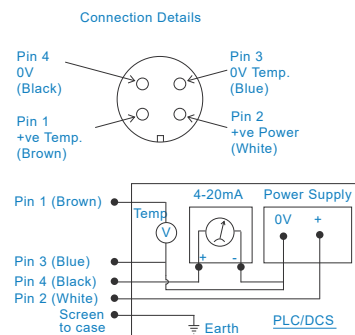 Connection Details
Pin 4
0V
(Black)
Pin 3
0V Temp.
(Blue)
Pin 1
+ve Temp.
(Brown)
Pin 2
+ve Power
(White)
4-20mA
Power Supply
Pin 1 (Brown)
Temp
V
0V
+
Pin 3 (Blue)
Pin 4 (Black)
+
-
Pin 2 (White)
Screen
to case
Earth
PLC/DCS